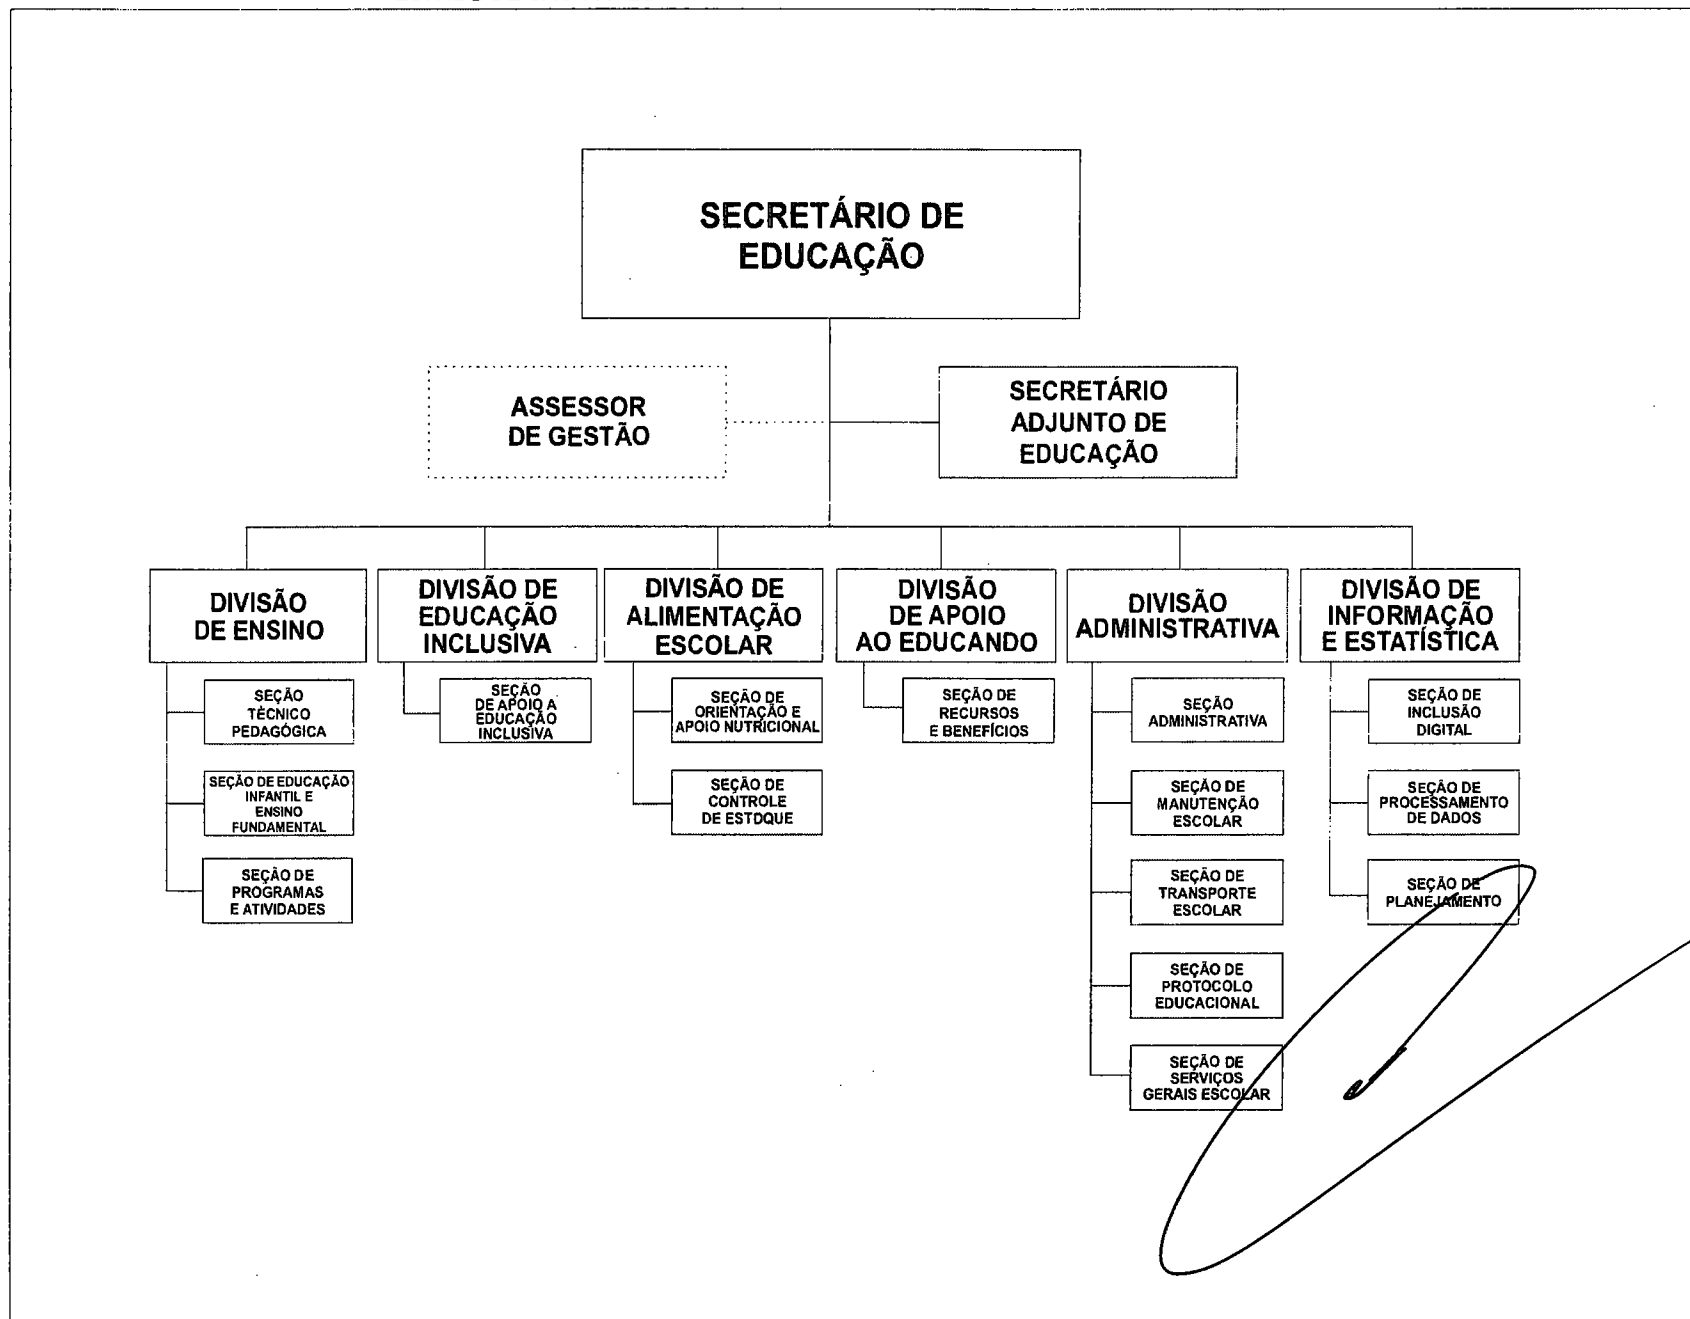 SECRETÁRIO DE
EDUCAÇÃO
ASSESSOR
DE GESTÃO
SECRETÁRIO
ADJUNTO DE
EDUCAÇÃO
DIVISÃO
DE ENSINO
SEÇÃO
TÉCNICO
PEDAGÓGICA
SEÇÃO DE EDUCAÇÃO
INFANTIL E
ENSINO
FUNDAMENTAL
SEÇÃO DE
PROGRAMAS
E ATIVIDADES
DIVISÃO DE
EDUCAÇÃO
INCLUSIVA
SEÇÃO
DE APOIO A
EDUCAÇÃO
INCLUSIVA
DIVISÃO DE
ALIMENTAÇÃO
ESCOLAR
SEÇÃO DE
ORIENTAÇÃO E
APOIO NUTRICIONAL
SEÇÃO DE
CONTROLE
DE ESTOQUE
DIVISÃO
DE APOIO
AO EDUCANDO
SEÇÃO DE
RECURSOS
E BENEFÍCIOS
DIVISÃO
ADMINISTRATIVA
SEÇÃO
ADMINISTRATIVA
SEÇÃO DE
MANUTENÇÃO
ESCOLAR
SEÇÃO DE
TRANSPORTE
ESCOLAR
SEÇÃO DE
PROTOCOLO
EDUCACIONAL
SEÇÃO DE
SERVIÇOS
GERAIS ESCOLAR
DIVISÃO DE
INFORMAÇÃO
E ESTATÍSTICA
SEÇÃO DE
INCLUSÃO
DIGITAL
SEÇÃO DE
PROCESSAMENTO
DE DADOS
SEÇÃO DE
PLANEJAMENTO